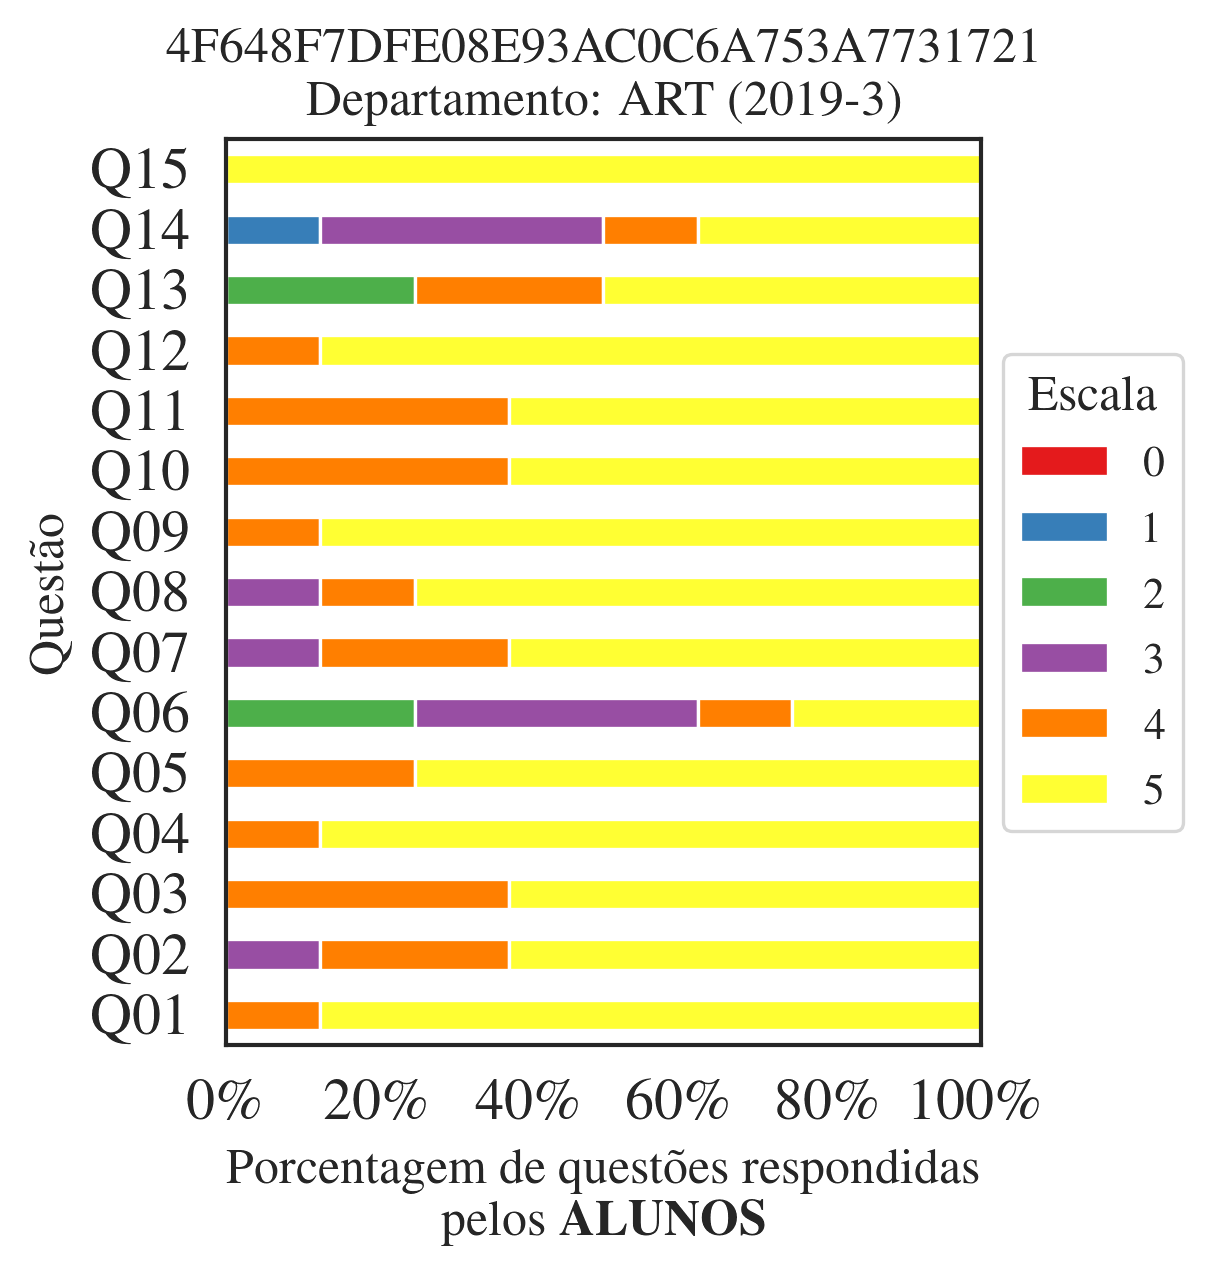 4F648F7DFE08E93AC0C6A753A7731721
Departamento: ART (2019-3)
Questão
Q15
Q14
Q13
Q12
Q11
Q10
Q09
Q08
Q07
Q06
Q05
Q04
Q03
Q02
Q01
0% 20% 40% 60% 80% 100%
Porcentagem de questões respondidas
pelos ALUNOS
Escala
0
1
2
3
4
5